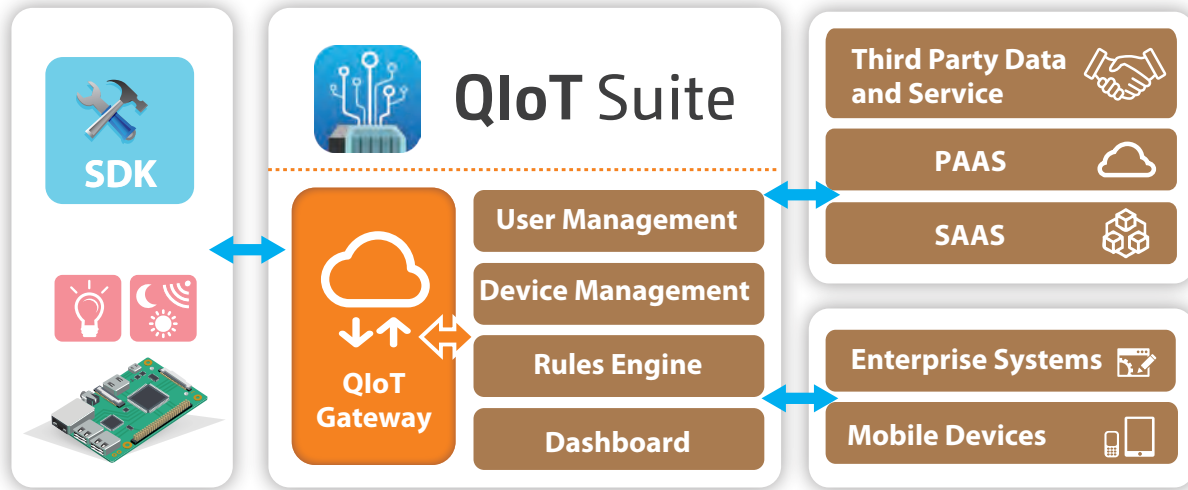 SDK
QIoT Suite
QIoT
Gateway
User Management
Device Management
Rules Engine
Dashboard
Third Party Data
and Service
PAAS
SAAS
Enterprise Systems
Mobile Devices